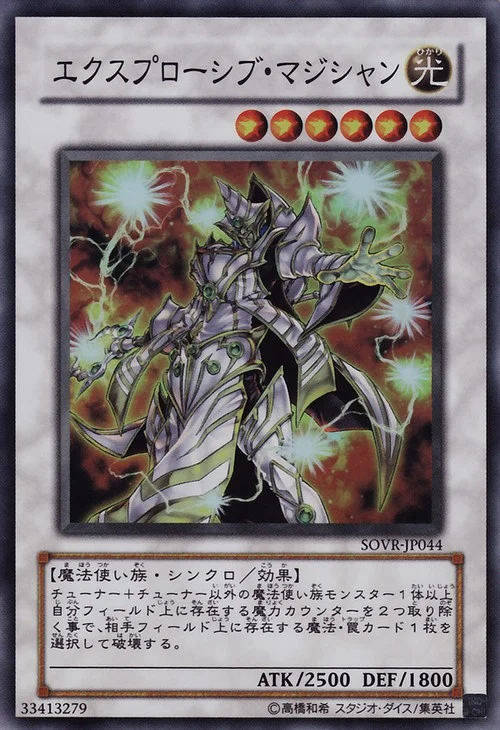 エクスプローシブ・マジシャン
ひかり
光
SOVR-JP044
【魔法使い族・シンクロ/効果】
チューナー+チューナー以外の魔法使い族モンスター1体以上
自分フィールド上に存在する魔力カウンターを2つ取り除
く事で、相手フィールド上に存在する魔法・罠カード1枚を
選択して破壊する。
ATK/2500 DEF/1800
33413279
©高橋和希 スタジオ・ダイス/集英社